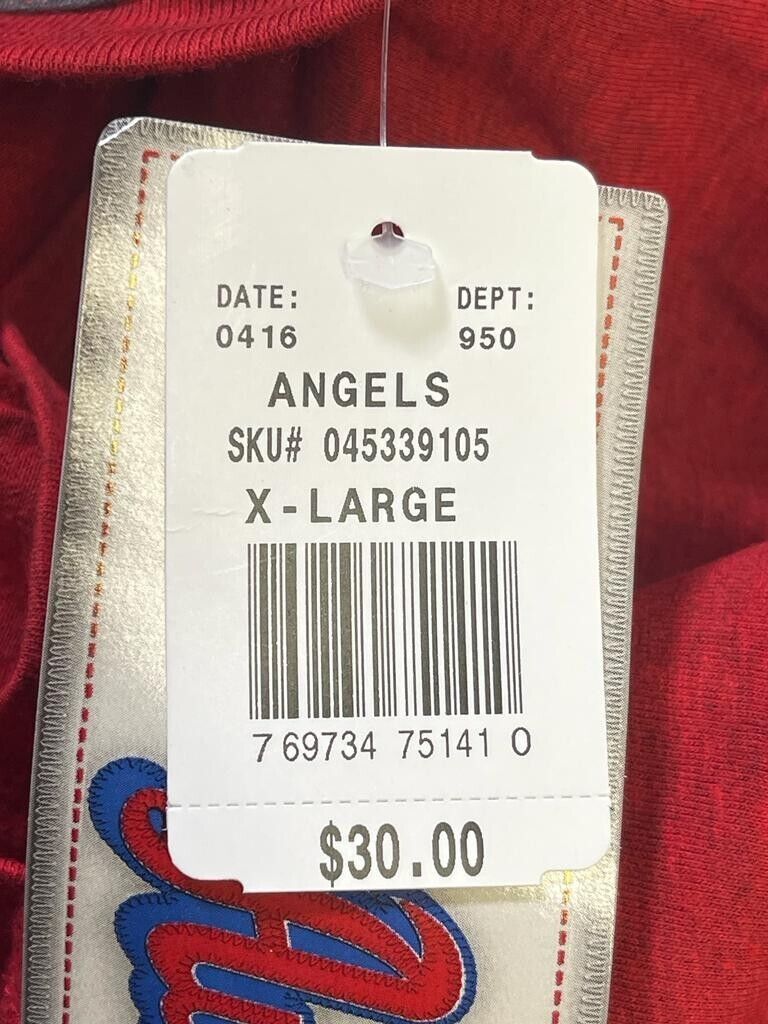 DATE: DEPT:
0416 950
ANGELS
SKU# 045339105
X-LARGE
7 69734 75141 0
$30.00